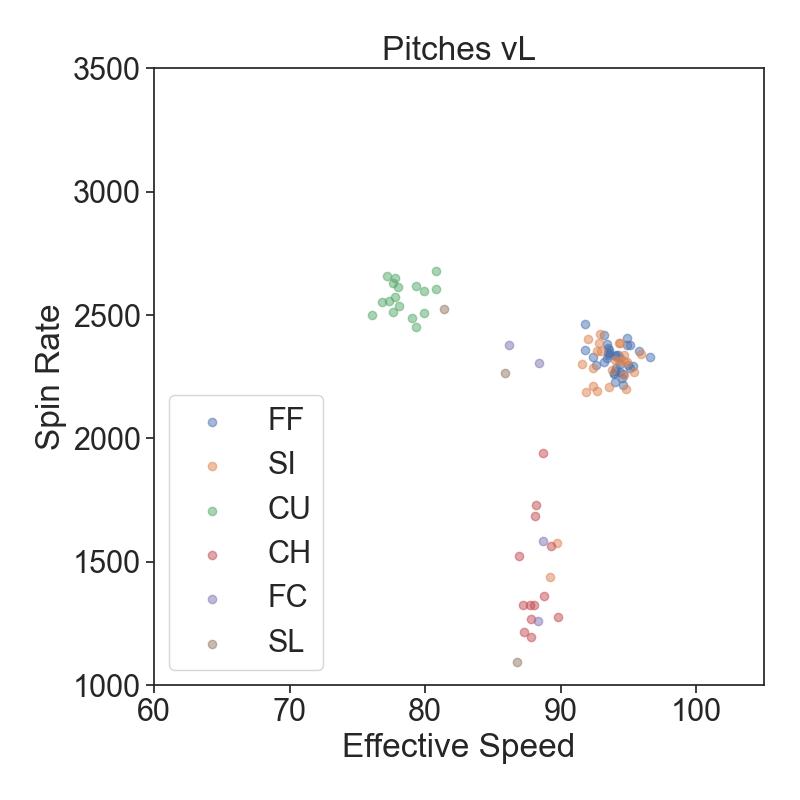 Pitches vL
3500
3000
2500
2000
1500
1000
Spin Rate
FF
SI
CU
CH
FC
SL
60 70 80 90 100
Effective Speed